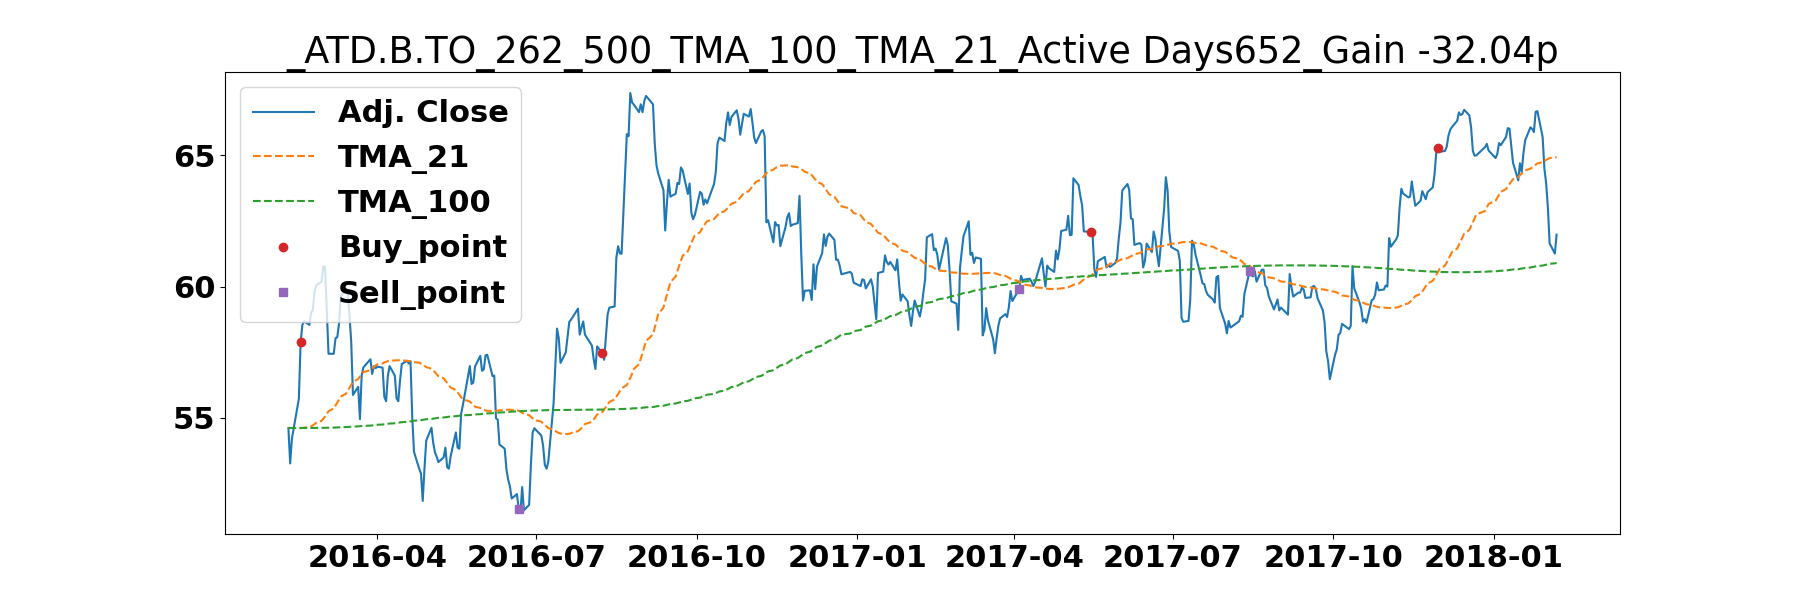 _ATD.B.TO_262_500_TMA_100_TMA_21_Active Days652_Gain -32.04p
Adj. Close
TMA_21
TMA_100
Buy_point
Sell_point
65
60
55
2016-04 2016-07 2016-10 2017-01 2017-04 2017-07 2017-10 2018-01